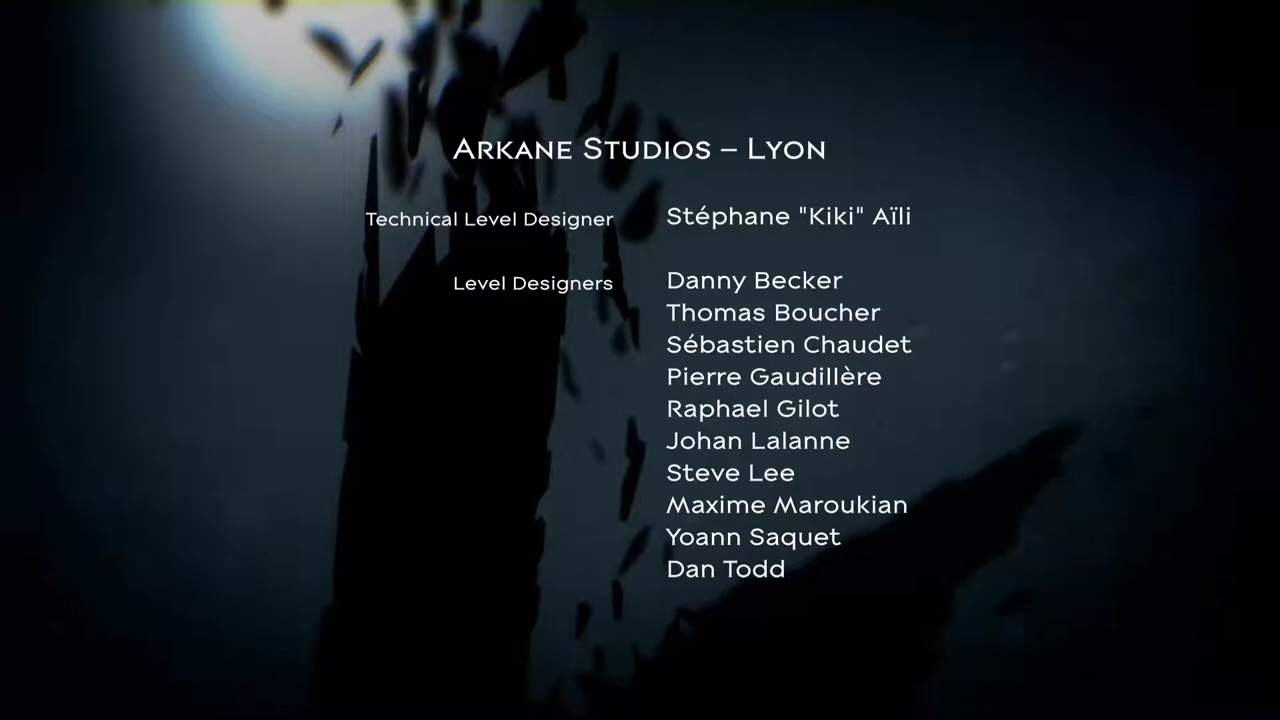 Arkane Studios – Lyon
Technical Level Designer Stéphane "Kiki" Aïli
Level Designers Danny Becker
Thomas Boucher
Sébastien Chaudet
Pierre Gaudillère
Raphael Gilot
Johan Lalanne
Steve Lee
Maxime Maroukian
Yoann Saquet
Dan Todd